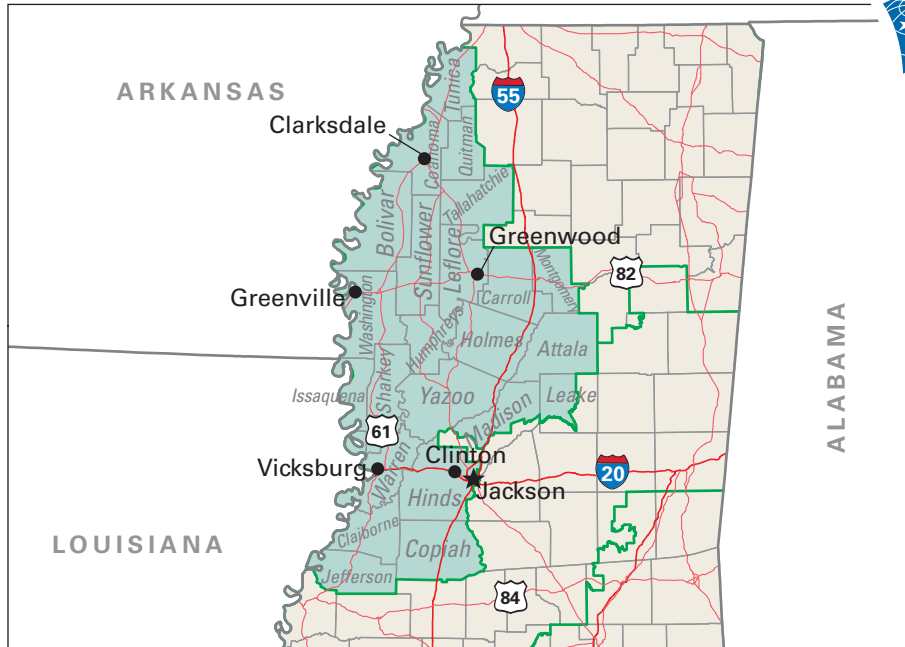 ARKANSAS
55
Tunica
Clarksdale
Coahoma
Quitman
Tallahatchie
Bolivar
Sunflower
Leflore
Greenwood
Montgomery
82
Greenville
Washington
Carroll
Humphreys
Holmes
Attala
ALABAMA
Sharkey
Issaquena
Yazoo
Madison
Leake
61
Warren
Clinton
Vicksburg
20
Hinds
Jackson
Claiborne
LOUISIANA
Copiah
Jefferson
84